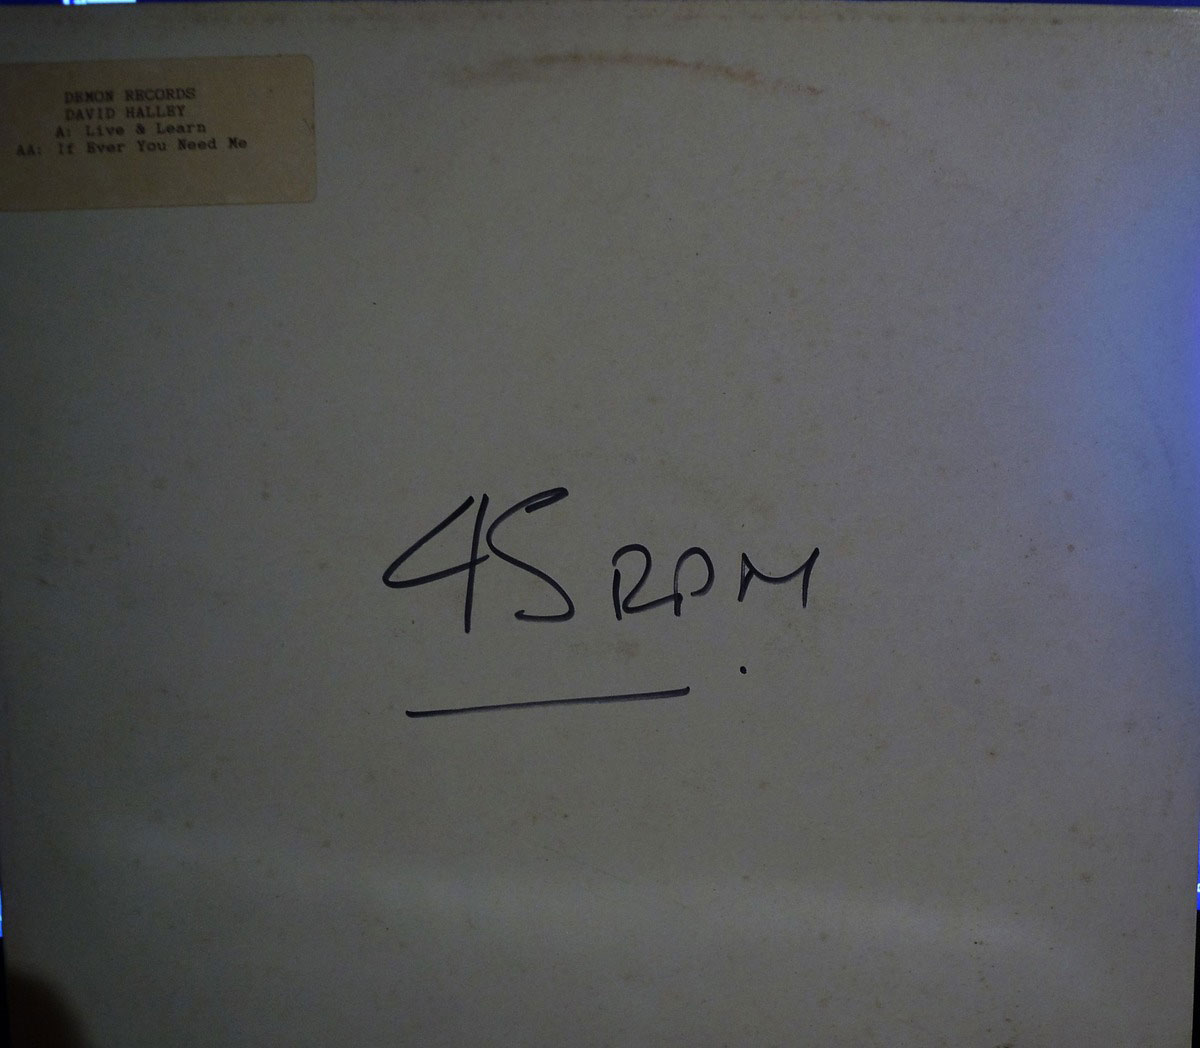 DEMON RECORDS
DAVID HALLEY
A: Live & Learn
AA: If Ever You Need Me
45 RPM.